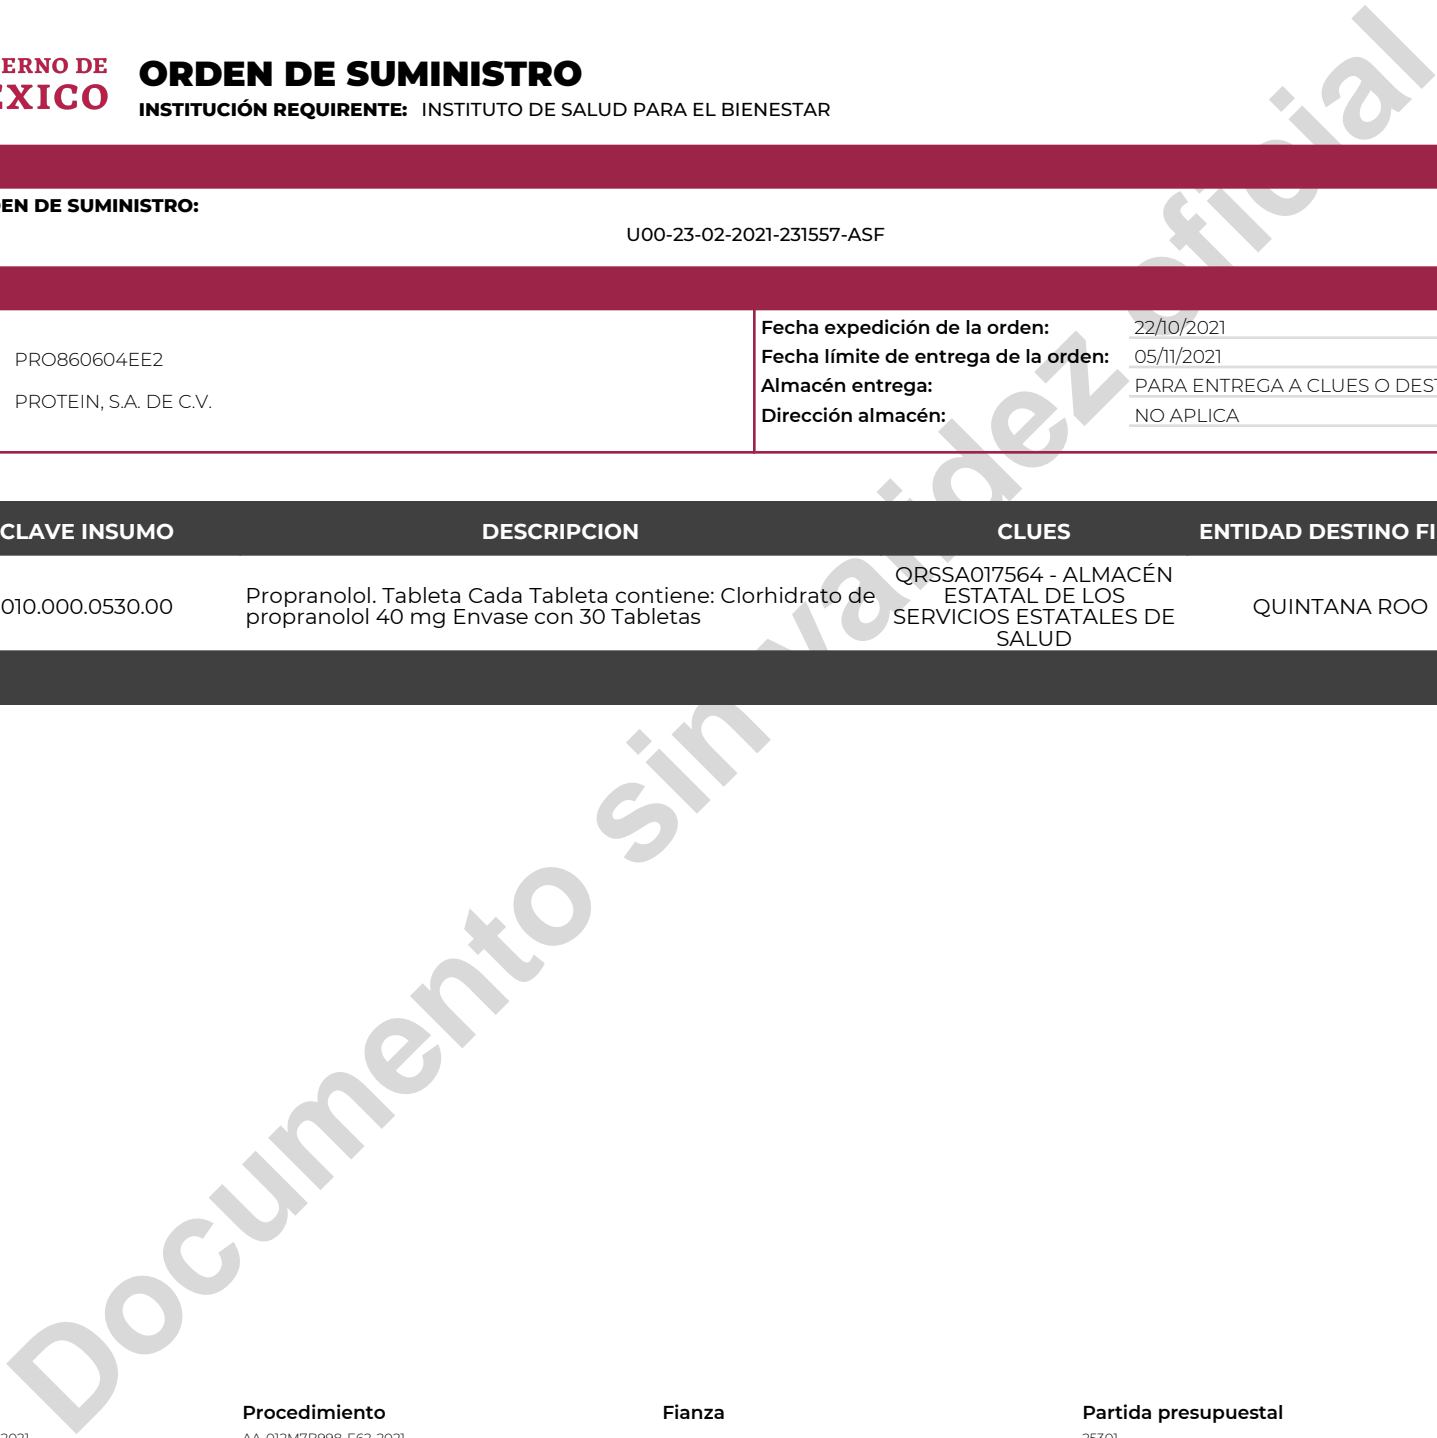 ERNO DE
ÉXICO
ORDEN DE SUMINISTRO
INSTITUCIÓN REQUIRENTE: INSTITUTO DE SALUD PARA EL BIENESTAR
EN DE SUMINISTRO:
U00-23-02-2021-231557-ASF
PRO860604EE2
PROTEIN, S.A. DE C.V.
Fecha expedición de la orden: 22/10/2021
Fecha límite de entrega de la orden: 05/11/2021
Almacén entrega: PARA ENTREGA A CLUES O DEST
Dirección almacén: NO APLICA
CLAVE INSUMO DESCRIPCION CLUES ENTIDAD DESTINO FI
010.000.0530.00
Propranolol. Tableta Cada Tableta contiene: Clorhidrato de
propranolol 40 mg Envase con 30 Tabletas
QRSSA017564 - ALMACÉN
ESTATAL DE LOS
SERVICIOS ESTATALES DE
SALUD
QUINTANA ROO
Documento sin validez oficial
Procedimiento Fianza Partida presupuestal